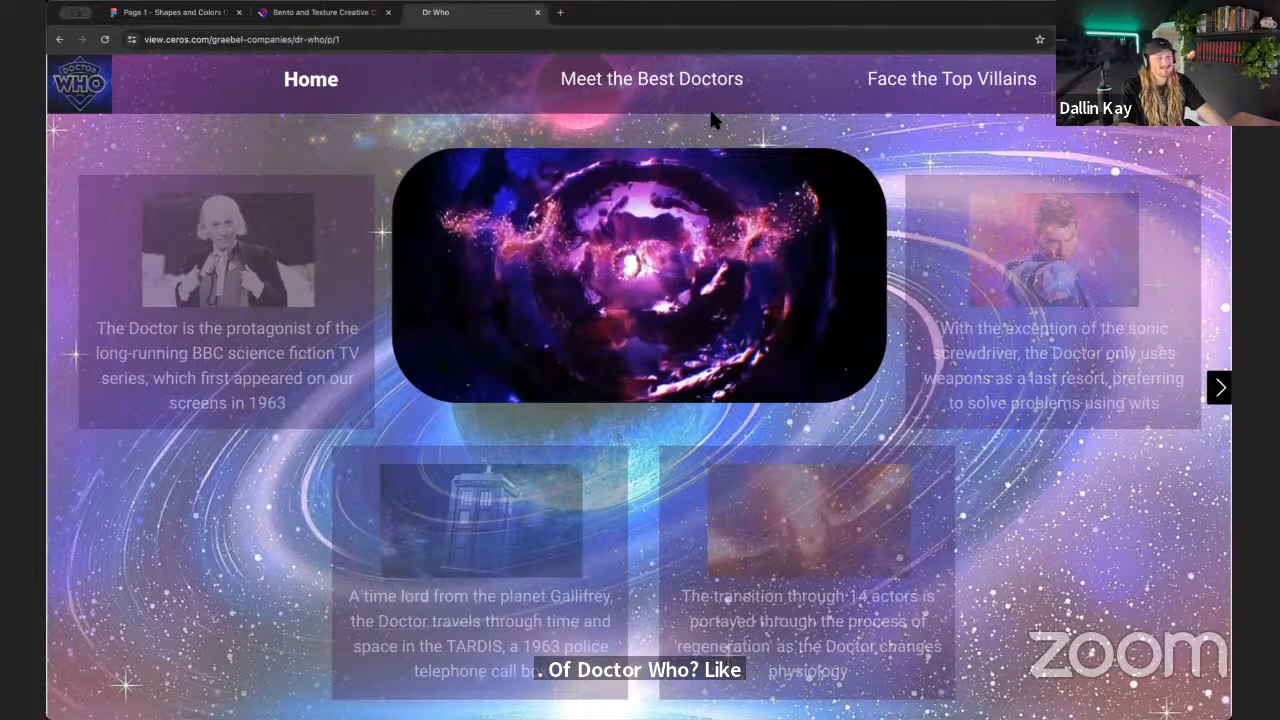 Page 1 - Shapes and Colors
Bento and Texture Creative C
Dr Who
view.ceros.com/graebel-companies/dr-who/p/1
DOCTOR
WHO
Home
Meet the Best Doctors
Face the Top Villains
Dallin Kay
The Doctor is the protagonist of the
long-running BBC science fiction TV
series, which first appeared on our
screens in 1963
With the exception of the sonic
screwdriver, the Doctor only uses
weapons as a last resort, preferring
to solve problems using wits
A time lord from the planet Gallifrey,
the Doctor travels through time and
space in the TARDIS, a 1963 police
telephone call
The transition through 14 actors is
portrayed through the process of
'regeneration' as the Doctor changes
physiology
. Of Doctor Who? Like
zoom